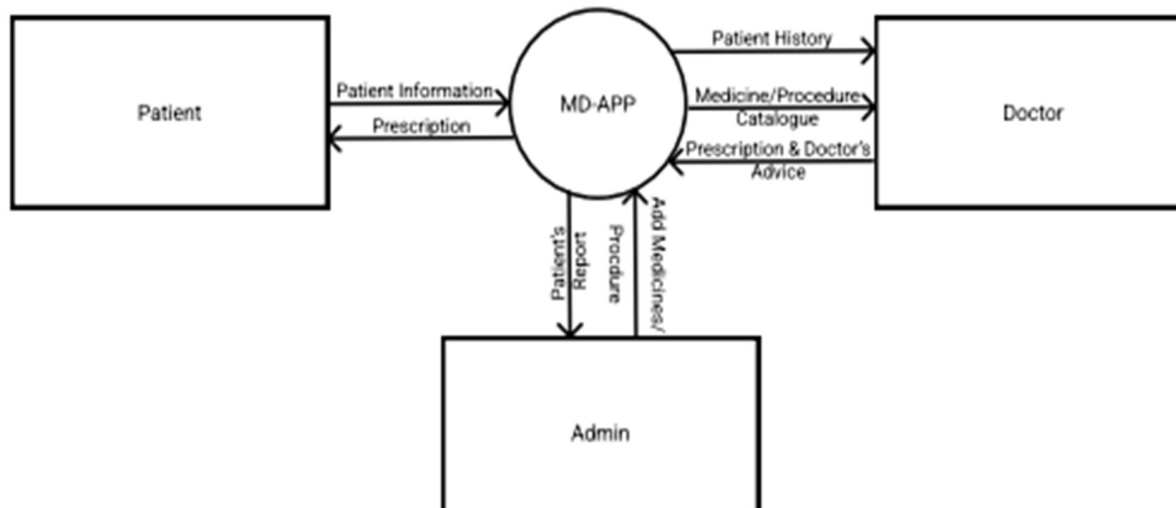 Patient
Patient Information
Prescription
MD-APP
Patient History
Medicine/Procedure
Catalogue
Prescription & Doctor's
Advice
Doctor
Patient's
Report
Add Medicines/
Procdure
Admin